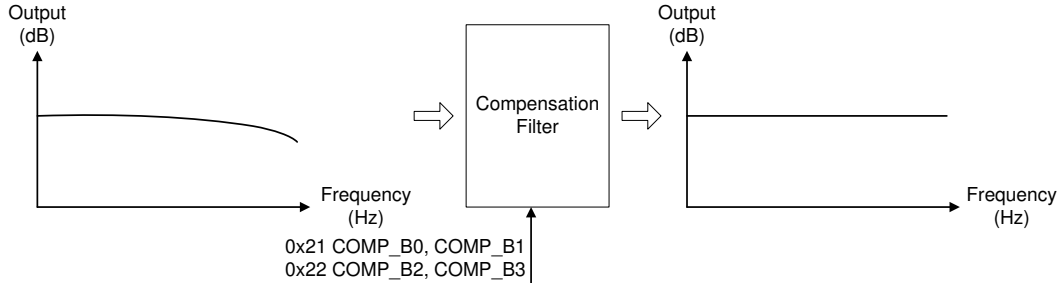 Output
(dB)
Frequency
(Hz)
Compensation
Filter
0x21 COMP_B0, COMP_B1
0x22 COMP_B2, COMP_B3
Output
(dB)
Frequency
(Hz)